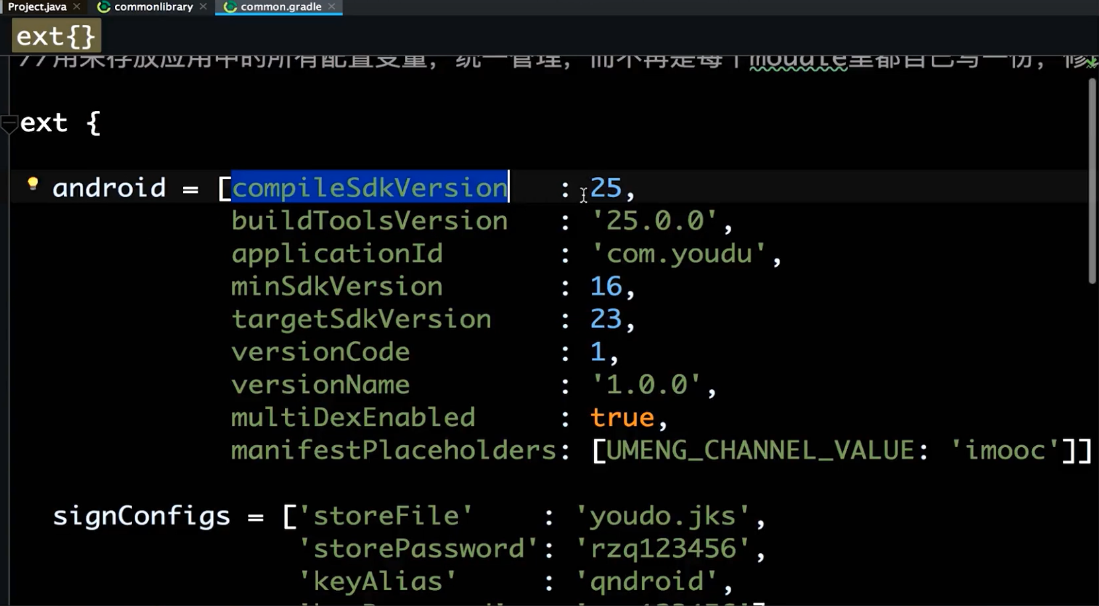 Project.java commonlibrary common.gradle
ext{}
//用来存放应用中的所有配置变量，统一管理，而不再是每个moudle里都自己写一份，修
ext {
android = [compileSdkVersion : 25,
buildToolsVersion : '25.0.0',
applicationId : 'com.youdu',
minSdkVersion : 16,
targetSdkVersion : 23,
versionCode : 1,
versionName : '1.0.0',
multiDexEnabled : true,
manifestPlaceholders: [UMENG_CHANNEL_VALUE: 'imooc']]
signConfigs = ['storeFile' : 'youdo.jks',
'storePassword': 'rzq123456',
'keyAlias' : 'qndroid',